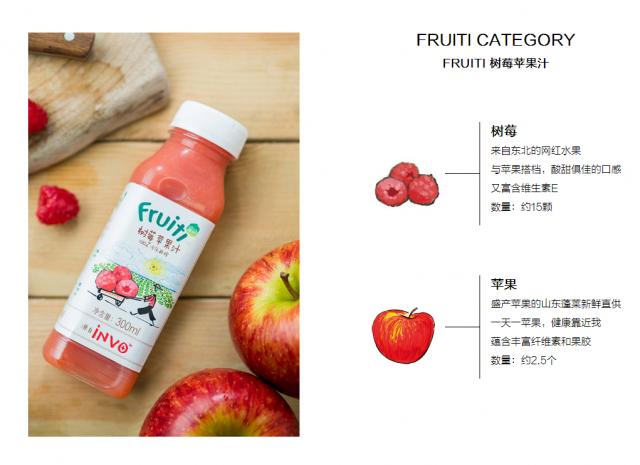 FRUITI CATEGORY
FRUITI 树莓苹果汁
Fruiti
树莓苹果汁
净含量：300ml
iNVO
树莓
来自东北的网红水果
与苹果搭档，酸甜俱佳的口感
又富含维生素E
数量：约15颗
苹果
盛产苹果的山东蓬莱新鲜直供
一天一苹果，健康靠近我
蕴含丰富纤维素和果胶
数量：约2.5个